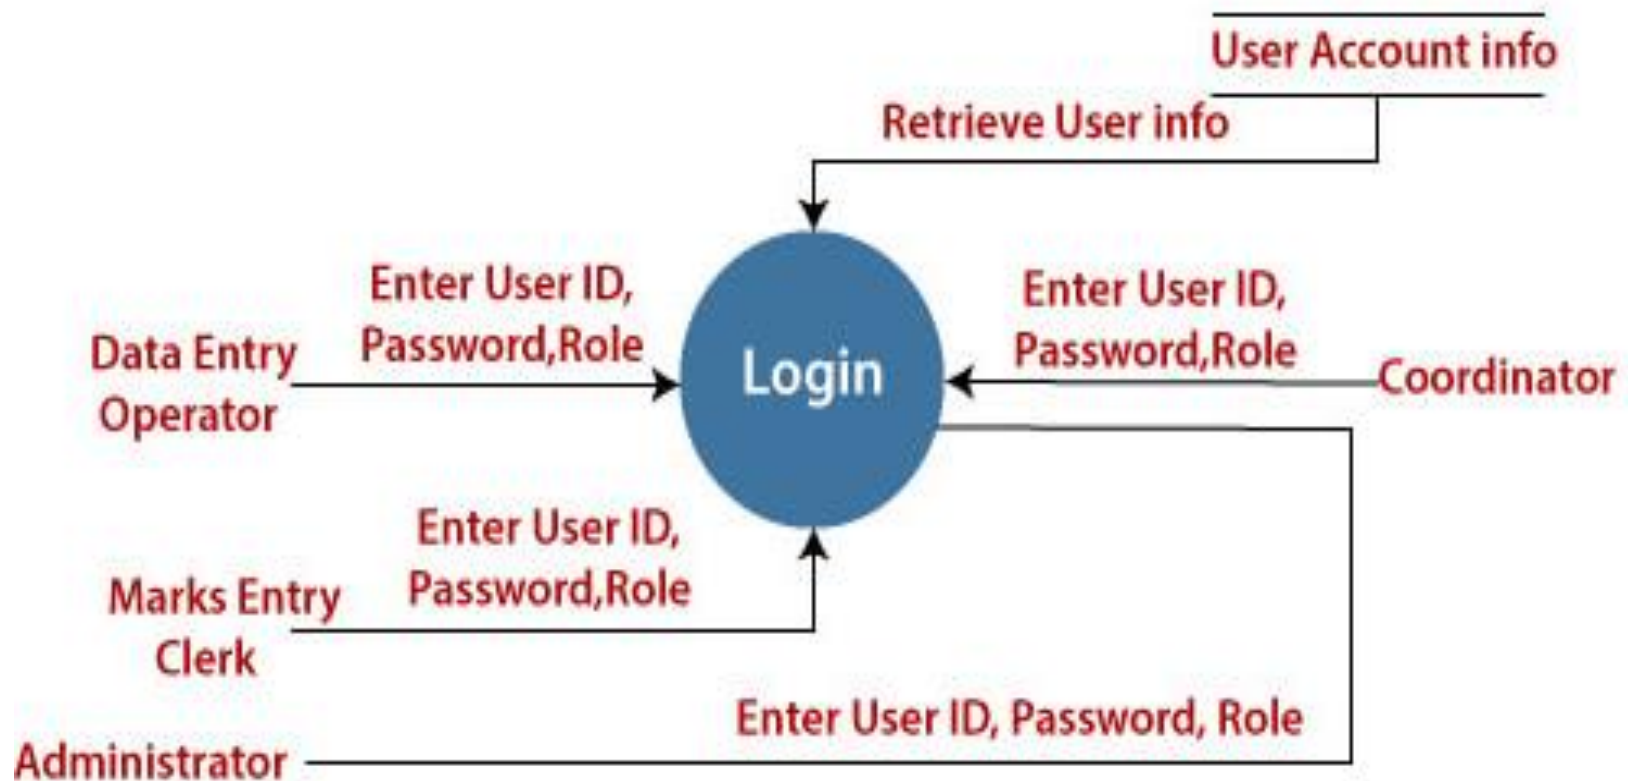 User Account info
Retrieve User info
Enter User ID,
Password,Role
Data Entry
Operator
Login
Enter User ID,
Password,Role
Coordinator
Enter User ID,
Password,Role
Marks Entry
Clerk
Enter User ID, Password, Role
Administrator